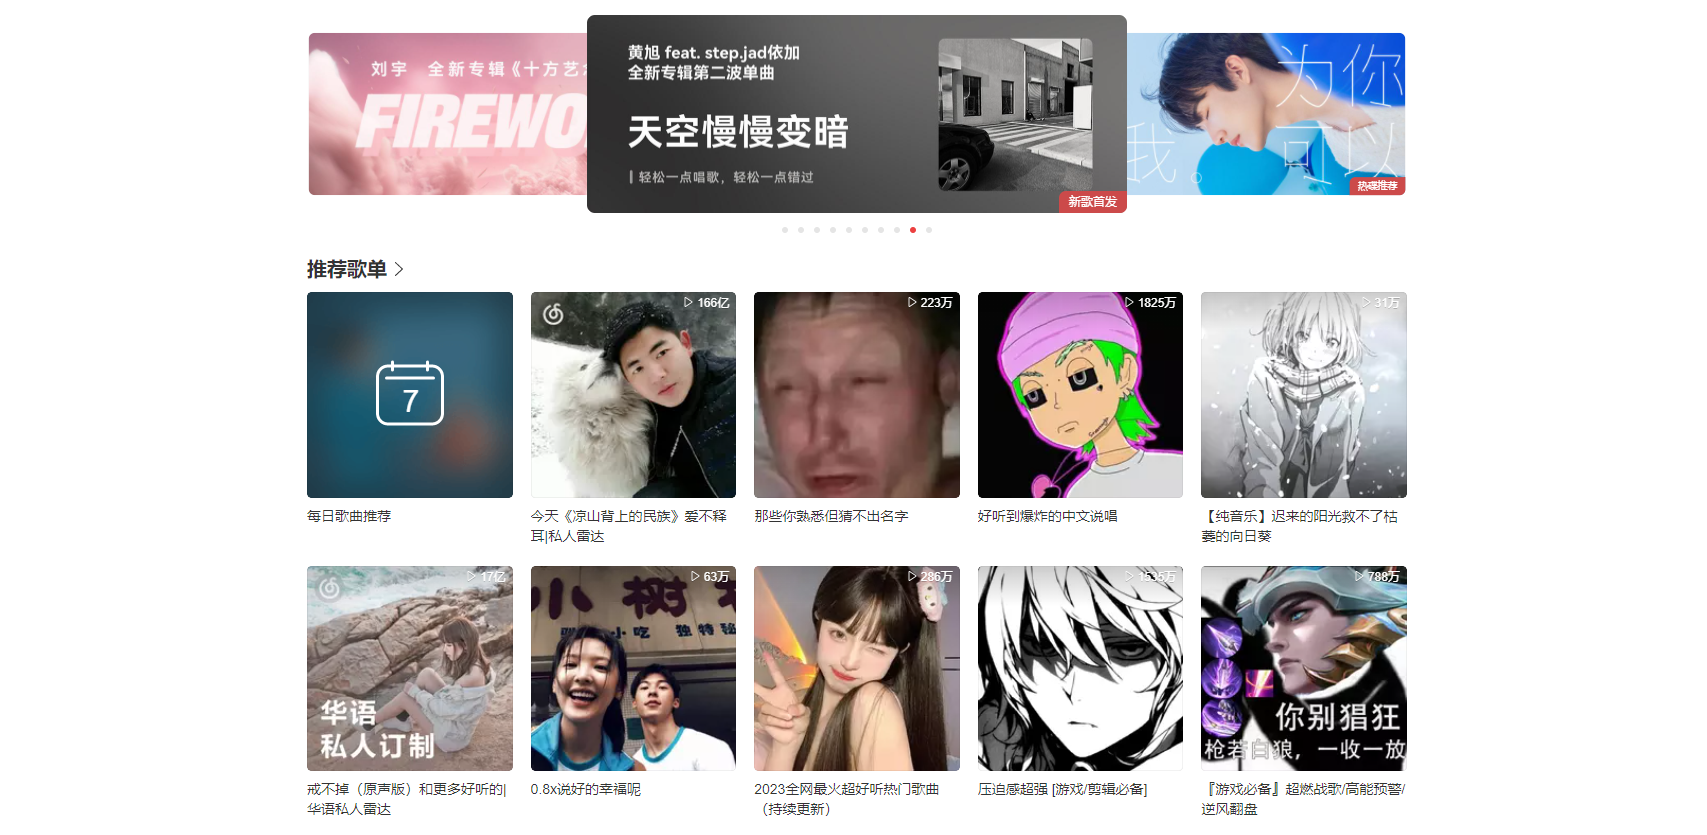 刘宇 全新专辑《十方艺
FIREWO
黄旭 feat. step.jad依加
全新专辑第二波单曲
天空慢慢变暗
轻松一点唱歌，轻松一点错过
新歌首发
为你
我。可以
热碟推荐
推荐歌单
7
166亿
223万
1825万
31万
每日歌曲推荐
今天《凉山背上的民族》爱不释
耳|私人雷达
那些你熟悉但猜不出名字
好听到爆炸的中文说唱
【纯音乐】迟来的阳光救不了枯
萎的向日葵
17亿
华语
私人订制
63万
小树
小吃 独特秘
286万
1535万
788万
你别猖狂
枪若白狼，一收一放
戒不掉（原声版）和更多好听的|
华语私人雷达
0.8x说好的幸福呢
2023全网最火超好听热门歌曲
（持续更新）
压迫感超强 [游戏/剪辑必备]
『游戏必备』超燃战歌/高能预警/
逆风翻盘